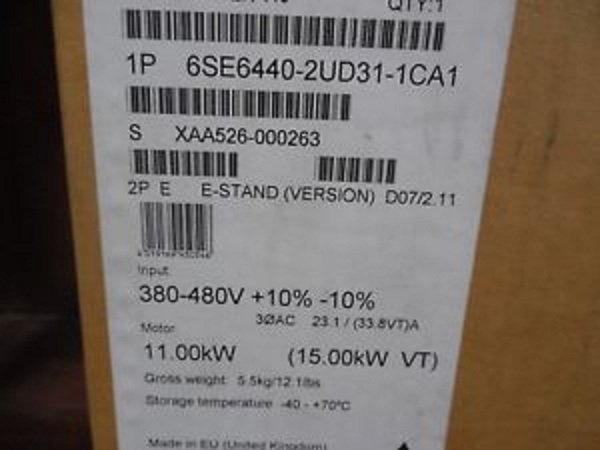 QTY:1
1P 6SE6440-2UD31-1CA1
S XAA526-000263
2P E E-STAND (VERSION) D07/2.11
Input
380-480V +10% -10%
3ØAC 23.1 / (33.8VT)A
Motor
11.00kW (15.00kW VT)
Gross weight: 5.5kg/12.1lbs
Storage temperature -40 - +70ºC
Made in EU (United Kingdom)